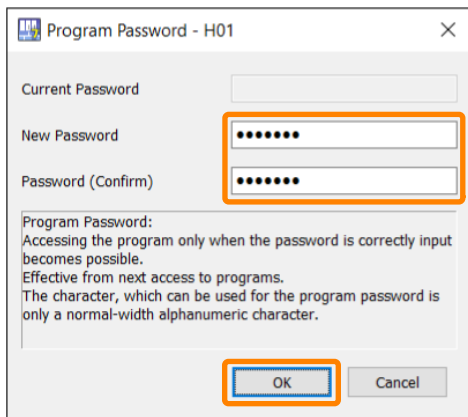 Program Password - H01
Current Password
New Password •••••••
Password (Confirm) •••••••
Program Password:
Accessing the program only when the password is correctly input
becomes possible.
Effective from next access to programs.
The character, which can be used for the program password is
only a normal-width alphanumeric character.
OK Cancel